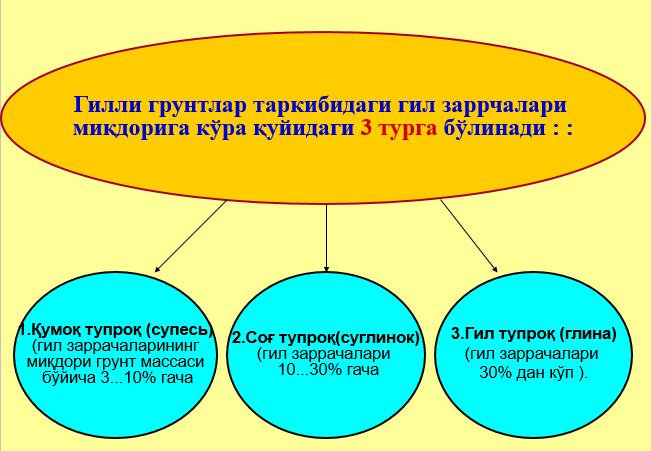 Гилли грунтлар таркибидаги гил заррчалари
миқдорига кўра қуйидаги 3 турга бўлинади : :
1.Қумоқ тупроқ (супесь)
(гил заррачаларининг
миқдори грунт массаси
бўйича 3...10% гача
2.Соғ тупроқ(суглинок)
(гил заррачалари
10...30% гача
3.Гил тупроқ (глина)
(гил заррачалари
30% дан кўп ).